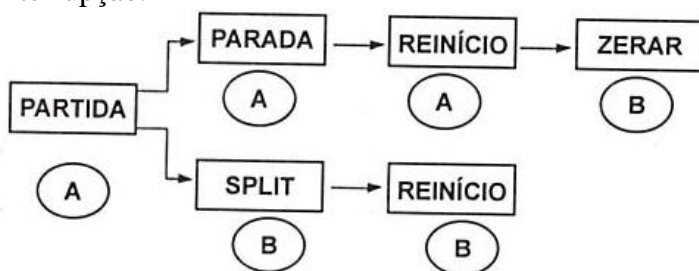 PARADA REINÍCIO ZERAR
A A B
PARTIDA
A
SPLIT REINÍCIO
B B